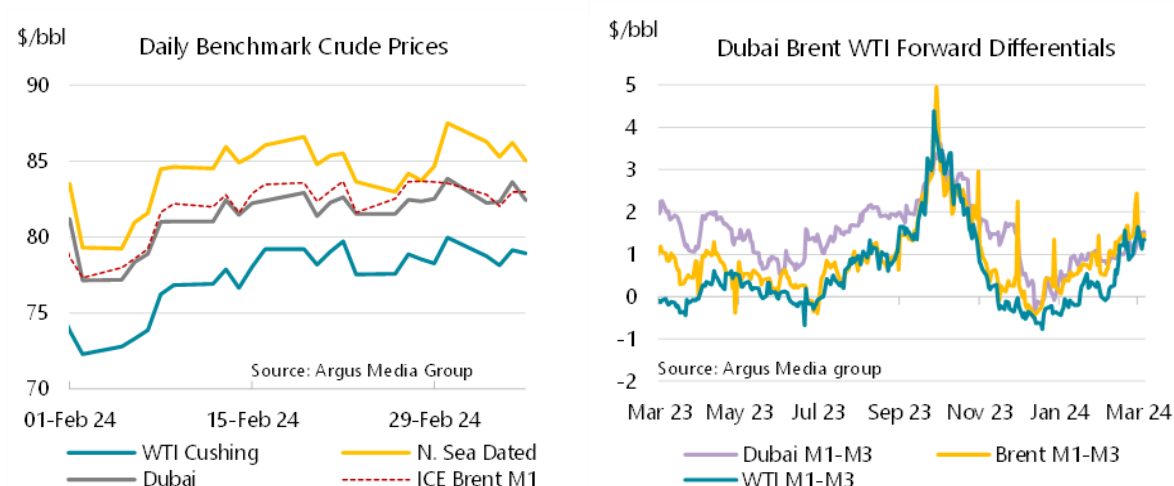 $/bbl
Daily Benchmark Crude Prices
90
85
80
75
70
Source: Argus Media Group
01-Feb 24 15-Feb 24 29-Feb 24
WTI Cushing N. Sea Dated
Dubai ICE Brent M1
$/bbl
Dubai Brent WTI Forward Differentials
5
4
3
2
1
0
-1
-2
Source: Argus Media group
Mar 23 May 23 Jul 23 Sep 23 Nov 23 Jan 24 Mar 24
Dubai M1-M3 Brent M1-M3
WTI M1-M3